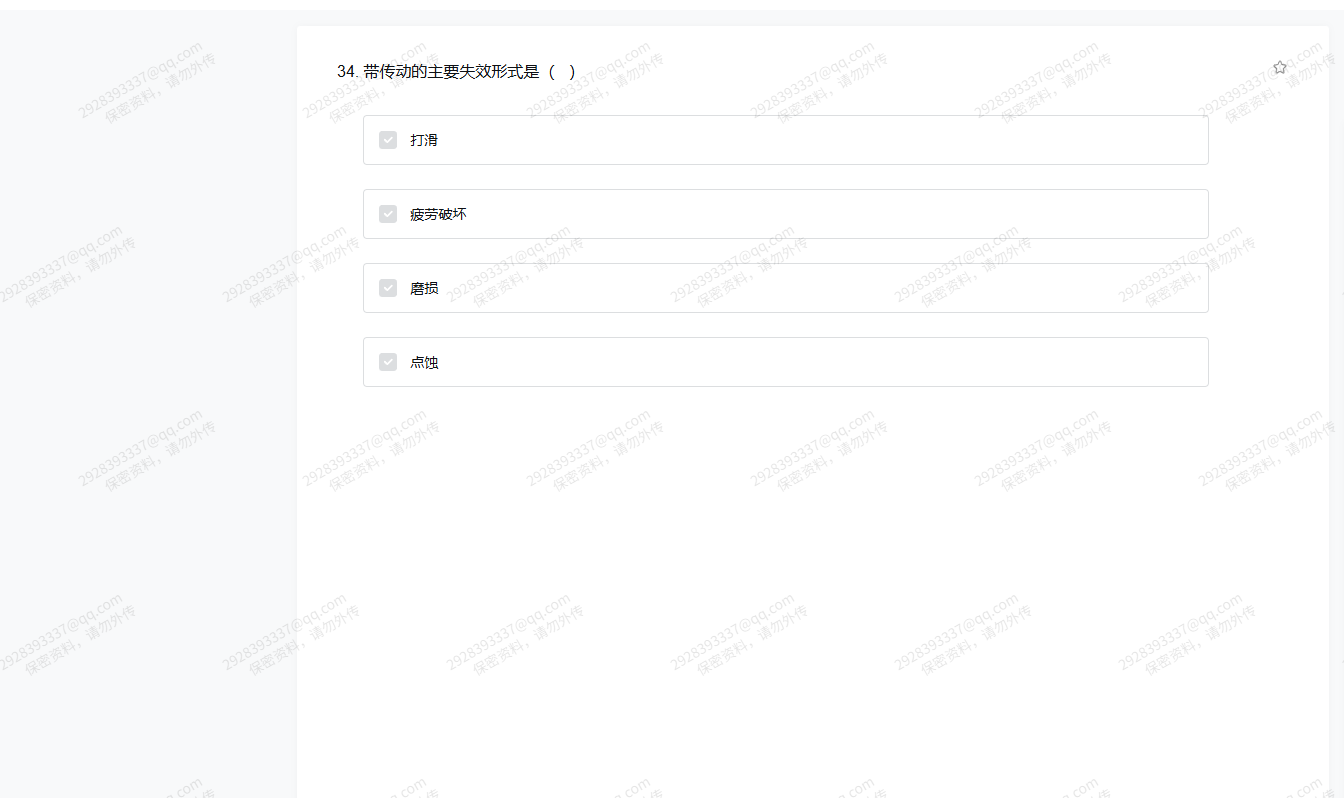 34. 带传动的主要失效形式是（ ）
打滑
疲劳破坏
磨损
点蚀
2928393337@qq.com
保密资料，请勿外传